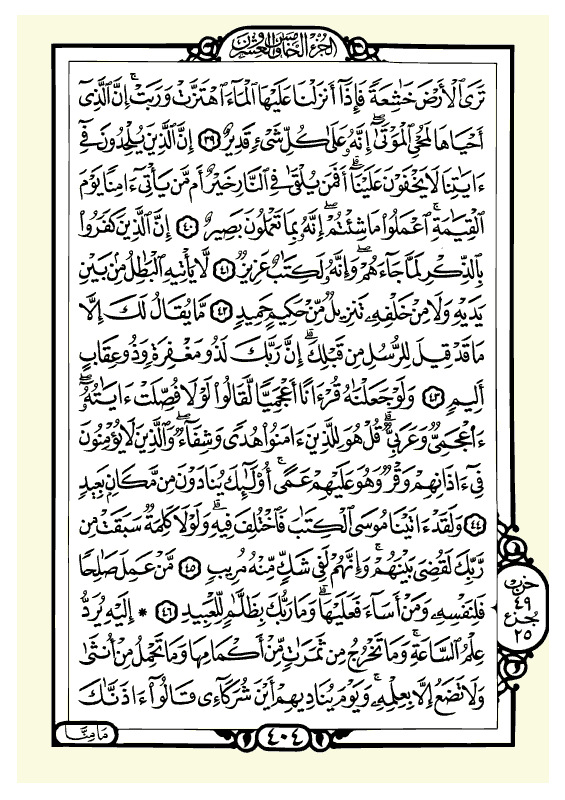 الجزء الخامس والعشرون
تَرَى ٱلْأَرْضَ خَٰشِعَةً فَإِذَآ أَنزَلْنَا عَلَيْهَا ٱلْمَآءَ ٱهْتَزَّتْ وَرَبَتْ ۚ إِنَّ ٱلَّذِىٓ
أَحْيَاهَا لَمُحْىِ ٱلْمَوْتَىٰٓ ۚ إِنَّهُۥ عَلَىٰ كُلِّ شَىْءٍ قَدِيرٌ ﴿٣٩﴾ إِنَّ ٱلَّذِينَ يُلْحِدُونَ فِىٓ
ءَايَٰتِنَا لَا يَخْفَوْنَ عَلَيْنَآ ۗ أَفَمَن يُلْقَىٰ فِى ٱلنَّارِ خَيْرٌ أَم مَّن يَأْتِىٓ ءَامِنًا يَوْمَ
ٱلْقِيَٰمَةِ ۚ ٱعْمَلُوا۟ مَا شِئْتُمْ ۖ إِنَّهُۥ بِمَا تَعْمَلُونَ بَصِيرٌ ﴿٤٠﴾ إِنَّ ٱلَّذِينَ كَفَرُوا۟
بِٱلذِّكْرِ لَمَّا جَآءَهُمْ ۖ وَإِنَّهُۥ لَكِتَٰبٌ عَزِيزٌ ﴿٤١﴾ لَّا يَأْتِيهِ ٱلْبَٰطِلُ مِنۢ بَيْنِ
يَدَيْهِ وَلَا مِنْ خَلْفِهِۦ ۖ تَنزِيلٌ مِّنْ حَكِيمٍ حَمِيدٍ ﴿٤٢﴾ مَّا يُقَالُ لَكَ إِلَّا
مَا قَدْ قِيلَ لِلرُّسُلِ مِن قَبْلِكَ ۚ إِنَّ رَبَّكَ لَذُو مَغْفِرَةٍ وَذُو عِقَابٍ
أَلِيمٍ ﴿٤٣﴾ وَلَوْ جَعَلْنَٰهُ قُرْءَانًا أَعْجَمِيًّا لَّقَالُوا۟ لَوْلَا فُصِّلَتْ ءَايَٰتُهُۥٓ ۖ
ءَا۬عْجَمِىٌّ وَعَرَبِىٌّ ۗ قُلْ هُوَ لِلَّذِينَ ءَامَنُوا۟ هُدًى وَشِفَآءٌ ۖ وَٱلَّذِينَ لَا يُؤْمِنُونَ
فِىٓ ءَاذَانِهِمْ وَقْرٌ وَهُوَ عَلَيْهِمْ عَمًى ۚ أُو۟لَٰٓئِكَ يُنَادَوْنَ مِن مَّكَانٍۭ بَعِيدٍ
﴿٤٤﴾ وَلَقَدْ ءَاتَيْنَا مُوسَى ٱلْكِتَٰبَ فَٱخْتُلِفَ فِيهِ ۗ وَلَوْلَا كَلِمَةٌ سَبَقَتْ مِن
رَّبِّكَ لَقُضِىَ بَيْنَهُمْ ۚ وَإِنَّهُمْ لَفِى شَكٍّ مِّنْهُ مُرِيبٍ ﴿٤٥﴾ مَّنْ عَمِلَ صَٰلِحًا
فَلِنَفْسِهِۦ ۖ وَمَنْ أَسَآءَ فَعَلَيْهَا ۗ وَمَا رَبُّكَ بِظَلَّٰمٍ لِّلْعَبِيدِ ﴿٤٦﴾ * إِلَيْهِ يُرَدُّ
عِلْمُ ٱلسَّاعَةِ ۚ وَمَا تَخْرُجُ مِن ثَمَرَٰتٍ مِّنْ أَكْمَامِهَا وَمَا تَحْمِلُ مِنْ أُنثَىٰ
وَلَا تَضَعُ إِلَّا بِعِلْمِهِۦ ۚ وَيَوْمَ يُنَادِيهِمْ أَيْنَ شُرَكَآءِى قَالُوٓا۟ ءَاذَنَّٰكَ
حزب
٤٩
جزء
٢٥
٤٠٤
مَا مِنَّا